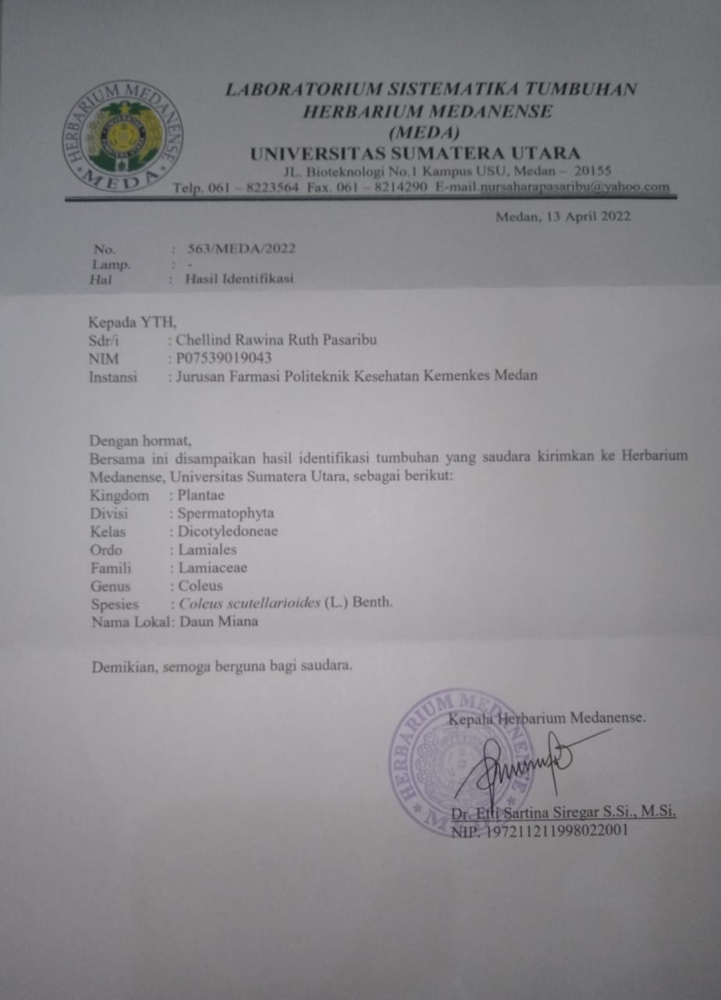 HERBARIUM MEDANENSE
* MEDA *
LABORATORIUM SISTEMATIKA TUMBUHAN
HERBARIUM MEDANENSE
(MEDA)
UNIVERSITAS SUMATERA UTARA
JL. Bioteknologi No.1 Kampus USU, Medan – 20155
Telp. 061 – 8223564 Fax. 061 – 8214290 E-mail.nursaharapasaribu@yahoo.com
Medan, 13 April 2022
No. : 563/MEDA/2022
Lamp. : -
Hal : Hasil Identifikasi
Kepada YTH,
Sdr/i : Chellind Rawina Ruth Pasaribu
NIM : P07539019043
Instansi : Jurusan Farmasi Politeknik Kesehatan Kemenkes Medan
Dengan hormat,
Bersama ini disampaikan hasil identifikasi tumbuhan yang saudara kirimkan ke Herbarium
Medanense, Universitas Sumatera Utara, sebagai berikut:
Kingdom : Plantae
Divisi : Spermatophyta
Kelas : Dicotyledoneae
Ordo : Lamiales
Famili : Lamiaceae
Genus : Coleus
Spesies : Coleus scutellarioides (L.) Benth.
Nama Lokal: Daun Miana
Demikian, semoga berguna bagi saudara.
Kepala Herbarium Medanense.
HERBARIUM MEDANENSE
* MEDA *
Dr. Etti Sartina Siregar S.Si., M.Si.
NIP. 197211211998022001